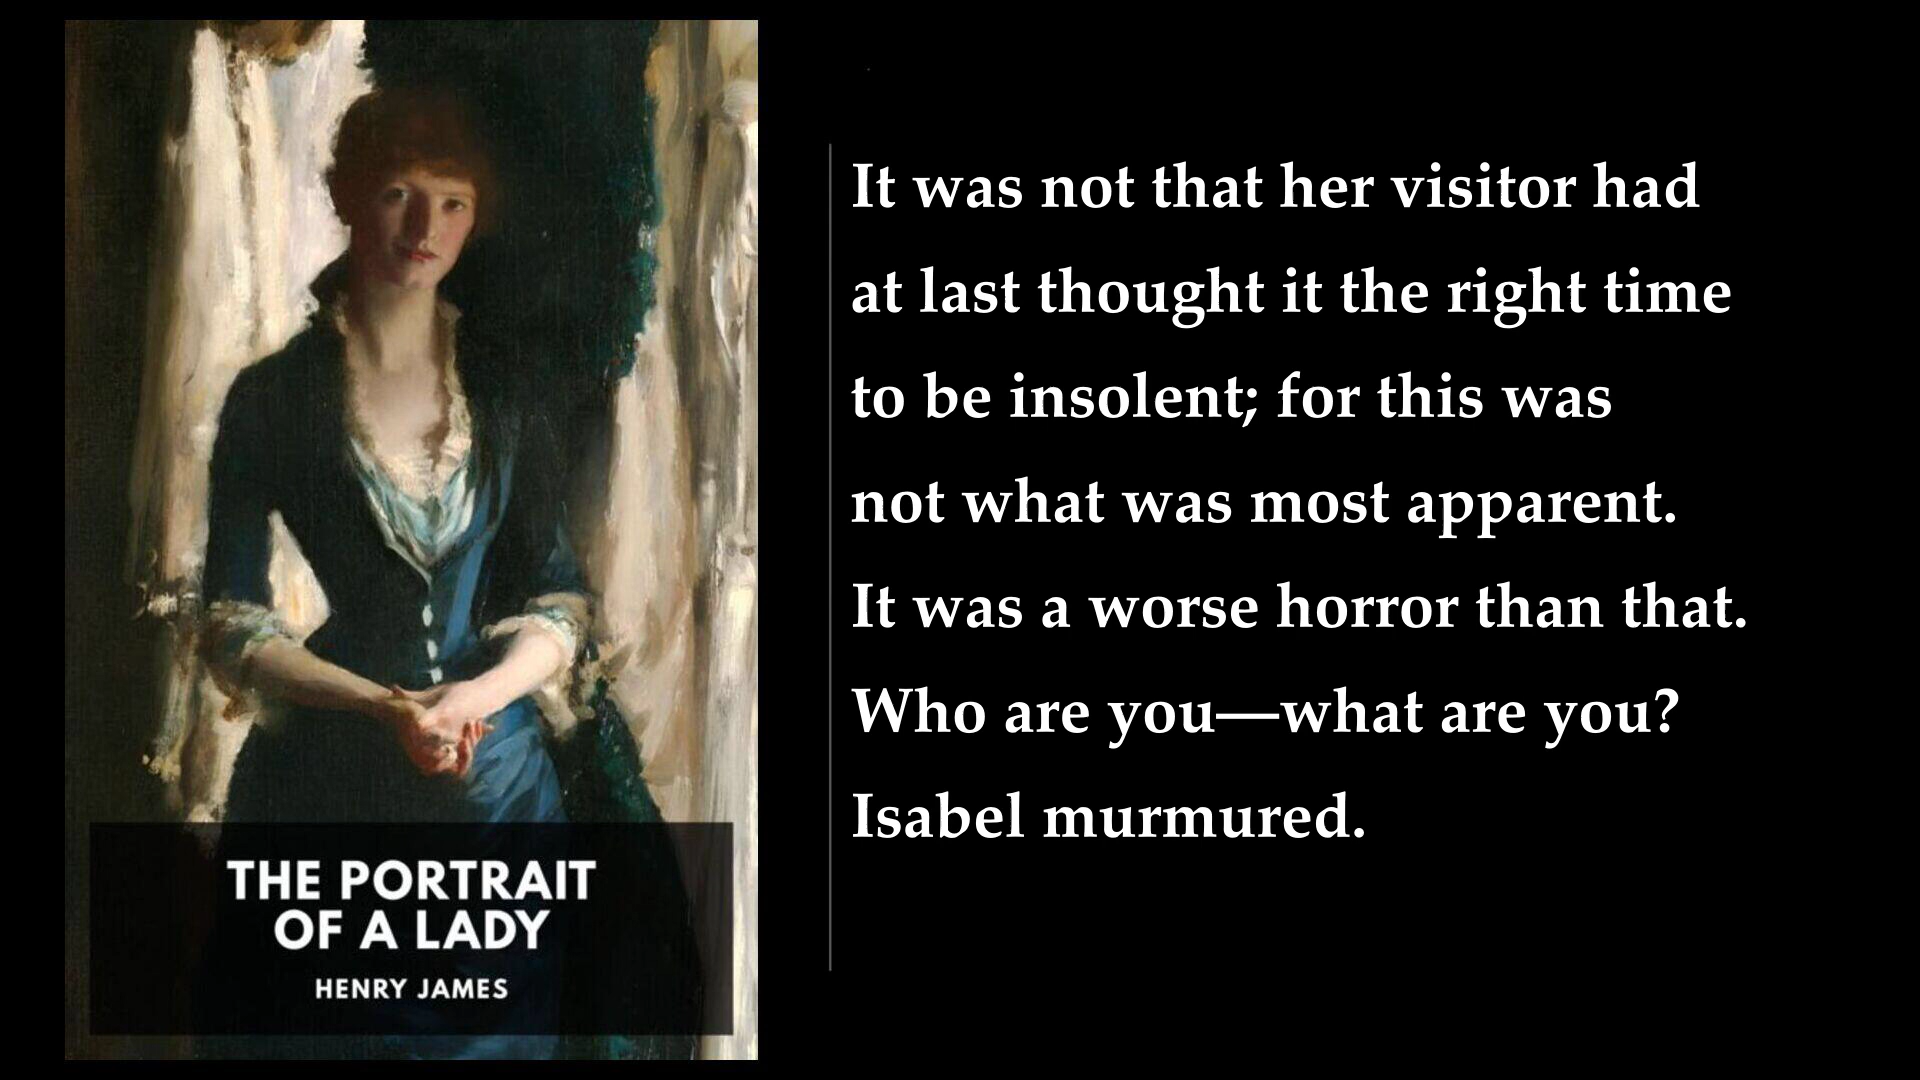 It was not that her visitor had
at last thought it the right time
to be insolent; for this was
not what was most apparent.
It was a worse horror than that.
Who are you—what are you?
Isabel murmured.
THE PORTRAIT
OF A LADY
HENRY JAMES